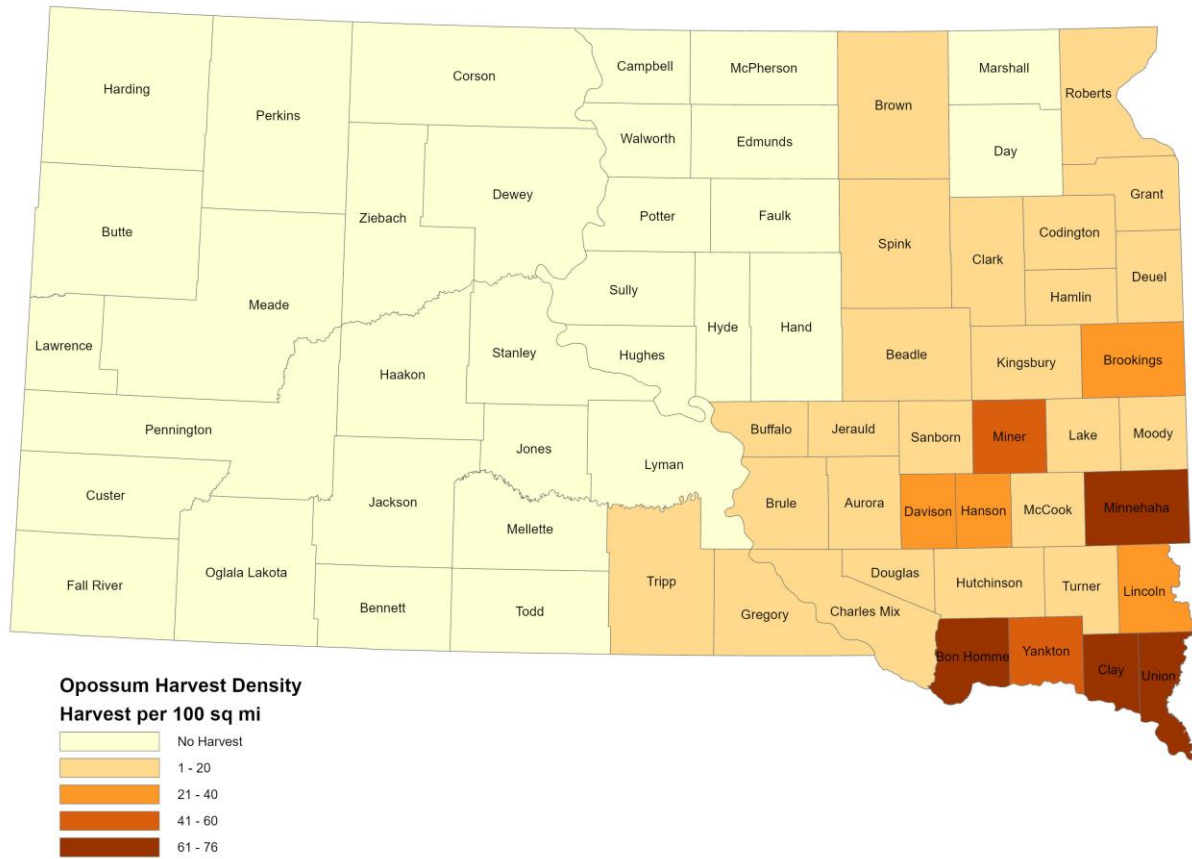 Harding
Perkins
Corson
Campbell
McPherson
Brown
Marshall
Roberts
Walworth
Edmunds
Day
Dewey
Ziebach
Butte
Potter
Faulk
Grant
Spink
Clark
Codington
Deuel
Meade
Sully
Hamlin
Hyde
Hand
Lawrence
Stanley
Hughes
Beadle
Kingsbury
Brookings
Haakon
Pennington
Jones
Lyman
Buffalo
Jerauld
Sanborn
Miner
Lake
Moody
Custer
Jackson
Mellette
Brule
Aurora
Davison
Hanson
McCook
Minnehaha
Fall River
Oglala Lakota
Bennett
Todd
Tripp
Gregory
Douglas
Charles Mix
Hutchinson
Turner
Lincoln
Bon Homme
Yankton
Clay
Union
Opossum Harvest Density
Harvest per 100 sq mi
No Harvest
1 - 20
21 - 40
41 - 60
61 - 76